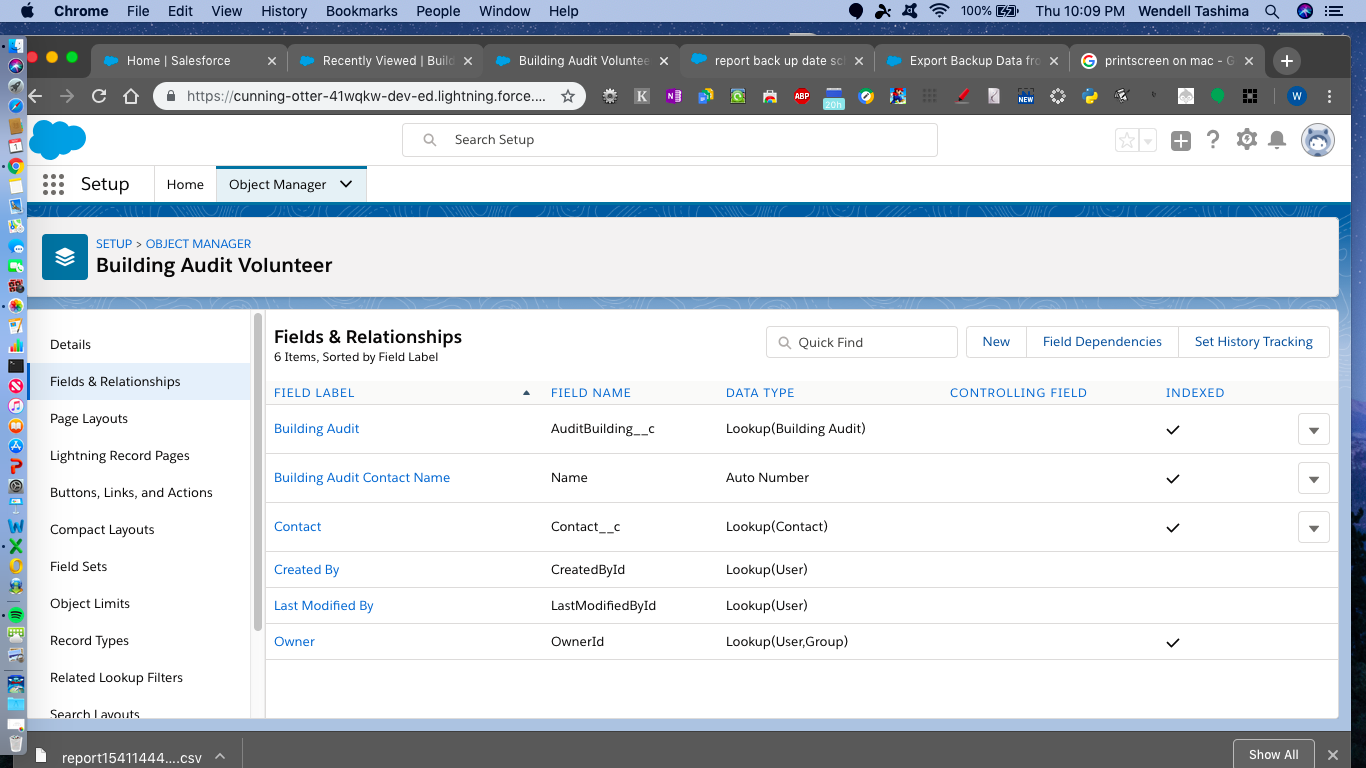 Chrome File Edit View History Bookmarks People Window Help 100% Thu 10:09 PM Wendell Tashima
Home | Salesforce Recently Viewed | Build Building Audit Voluntee report back up date sc Export Backup Data fro printscreen on mac - G
https://cunning-otter-41wqkw-dev-ed.lightning.force.... K N ABP 20h NEW W
Search Setup
Setup Home Object Manager
SETUP > OBJECT MANAGER
Building Audit Volunteer
Details
Fields & Relationships
Page Layouts
Lightning Record Pages
Buttons, Links, and Actions
Compact Layouts
Field Sets
Object Limits
Record Types
Related Lookup Filters
Search Layouts
Fields & Relationships
6 Items, Sorted by Field Label
Quick Find New Field Dependencies Set History Tracking
FIELD LABEL FIELD NAME DATA TYPE CONTROLLING FIELD INDEXED
Building Audit AuditBuilding__c Lookup(Building Audit)
Building Audit Contact Name Name Auto Number
Contact Contact__c Lookup(Contact)
Created By CreatedById Lookup(User)
Last Modified By LastModifiedById Lookup(User)
Owner OwnerId Lookup(User,Group)
report15411444....csv Show All